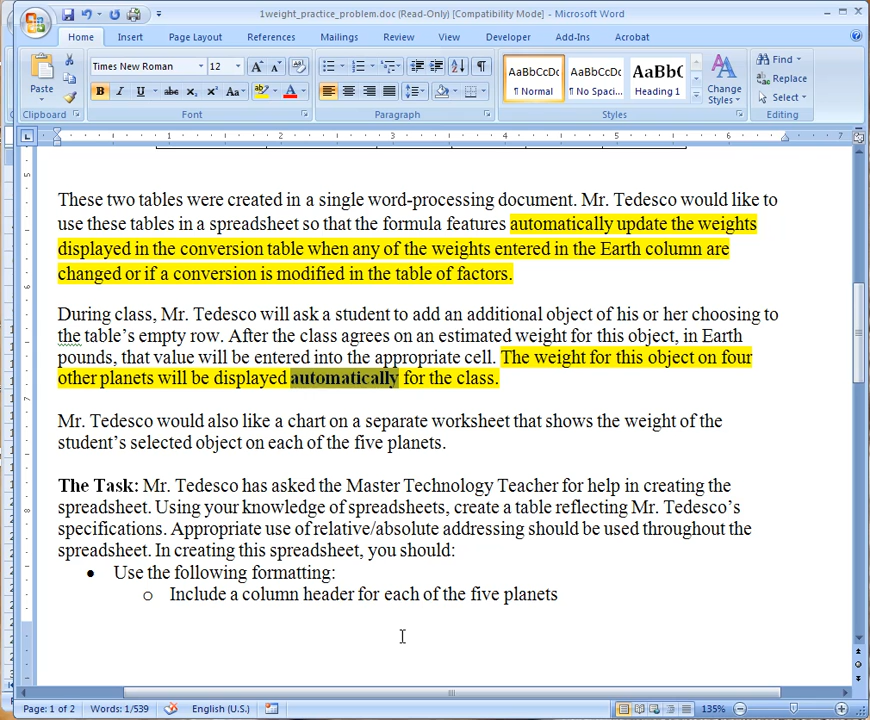 1weight_practice_problem.doc (Read-Only) [Compatibility Mode] - Microsoft Word
Home Insert Page Layout References Mailings Review View Developer Add-Ins Acrobat
Times New Roman 12
Paste
AaBbCcDc AaBbCcDc AaBbC
¶ Normal ¶ No Spaci... Heading 1
Change Styles
Find
Replace
Select
Clipboard Font Paragraph Styles Editing
1 2 3 4 5 6 7
These two tables were created in a single word-processing document. Mr. Tedesco would like to
use these tables in a spreadsheet so that the formula features automatically update the weights
displayed in the conversion table when any of the weights entered in the Earth column are
changed or if a conversion is modified in the table of factors.
During class, Mr. Tedesco will ask a student to add an additional object of his or her choosing to
the table's empty row. After the class agrees on an estimated weight for this object, in Earth
pounds, that value will be entered into the appropriate cell. The weight for this object on four
other planets will be displayed automatically for the class.
Mr. Tedesco would also like a chart on a separate worksheet that shows the weight of the
student's selected object on each of the five planets.
The Task: Mr. Tedesco has asked the Master Technology Teacher for help in creating the
spreadsheet. Using your knowledge of spreadsheets, create a table reflecting Mr. Tedesco's
specifications. Appropriate use of relative/absolute addressing should be used throughout the
spreadsheet. In creating this spreadsheet, you should:
• Use the following formatting:
o Include a column header for each of the five planets
Page: 1 of 2 Words: 1/539 English (U.S.) 135%